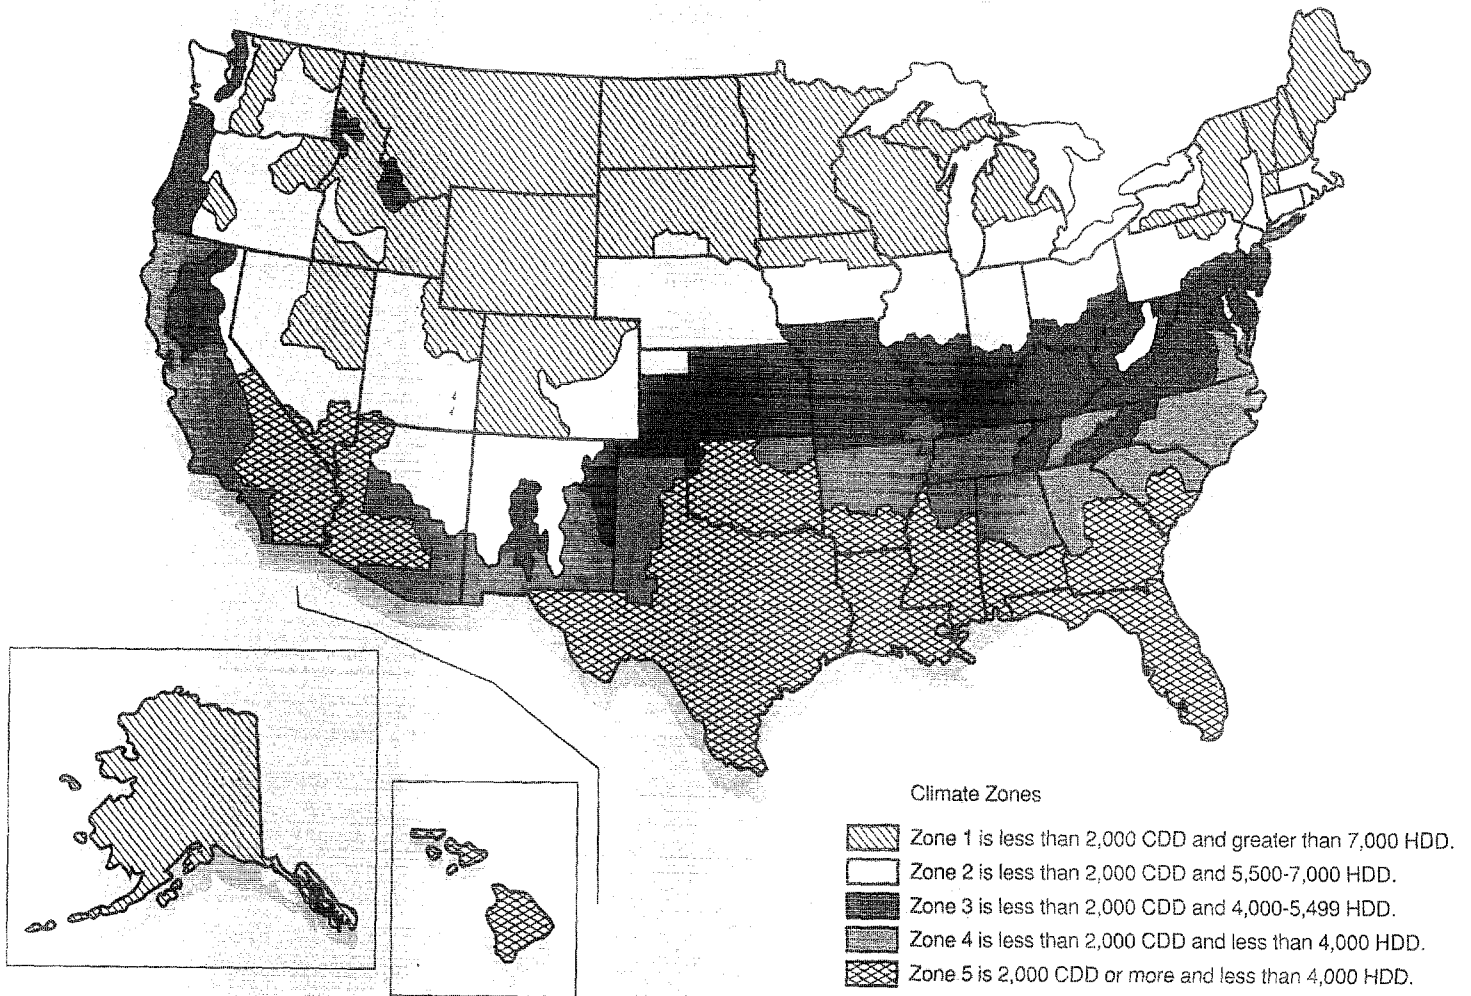 Climate Zones
Zone 1 is less than 2,000 CDD and greater than 7,000 HDD.
Zone 2 is less than 2,000 CDD and 5,500-7,000 HDD.
Zone 3 is less than 2,000 CDD and 4,000-5,499 HDD.
Zone 4 is less than 2,000 CDD and less than 4,000 HDD.
Zone 5 is 2,000 CDD or more and less than 4,000 HDD.